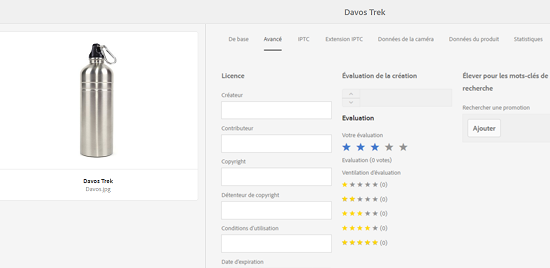 Davos Trek
De base Avancé IPTC Extension IPTC Données de la caméra Données du produit Statistiques
Davos Trek
Davos.jpg
Licence
Créateur
Contributeur
Copyright
Détenteur de copyright
Conditions d'utilisation
Date d'expiration
Évaluation de la création
Evaluation
Votre évaluation
Evaluation (0 votes)
Ventilation d'évaluation
(0)
(0)
(0)
(0)
(0)
Élever pour les mots-clés de
recherche
Rechercher une promotion
Ajouter